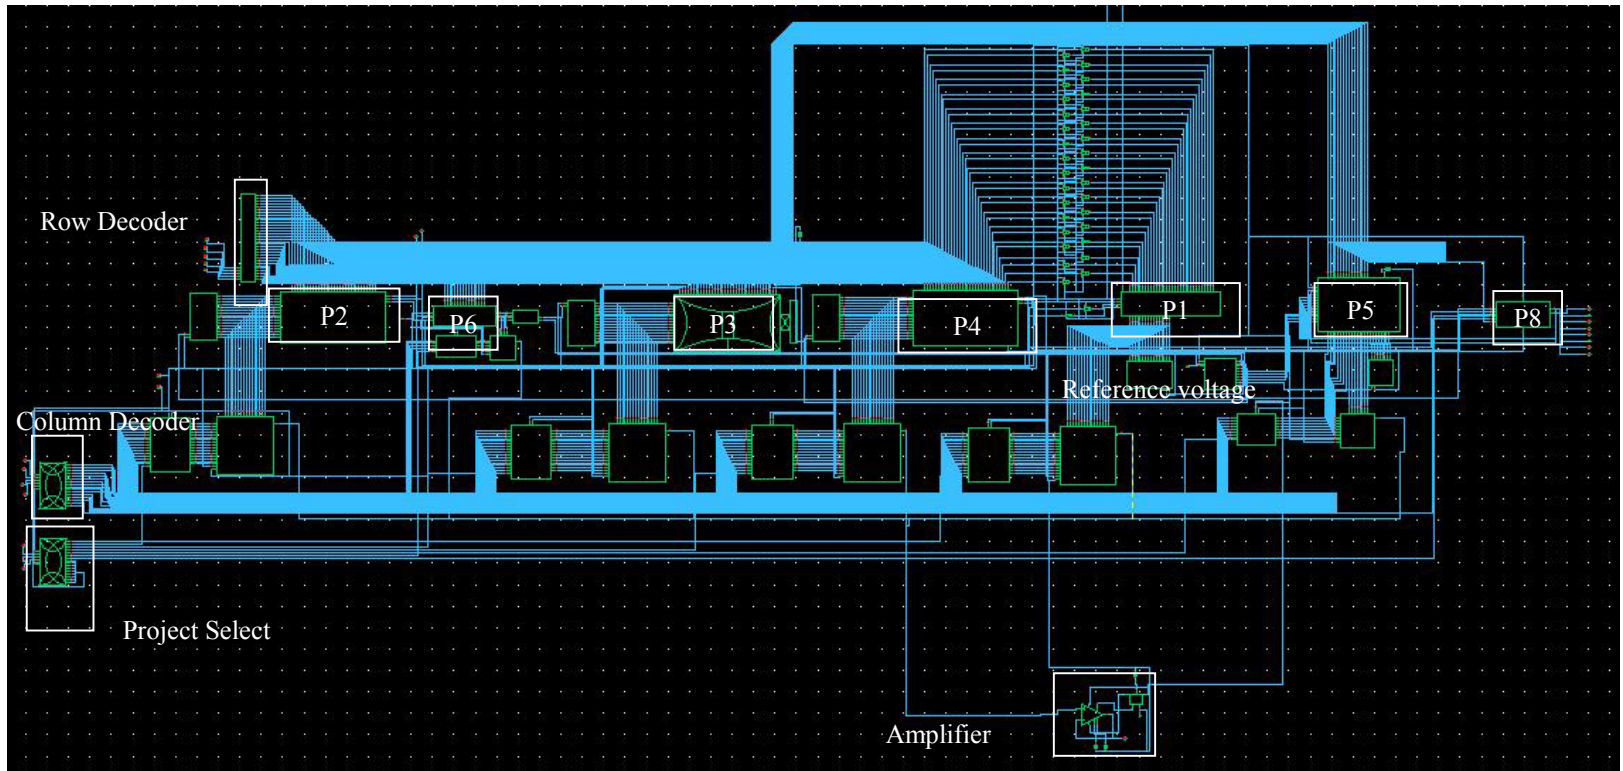 Row Decoder
P2
P6
P3
P4
P1
P5
P8
Reference voltage
Column Decoder
Project Select
Amplifier